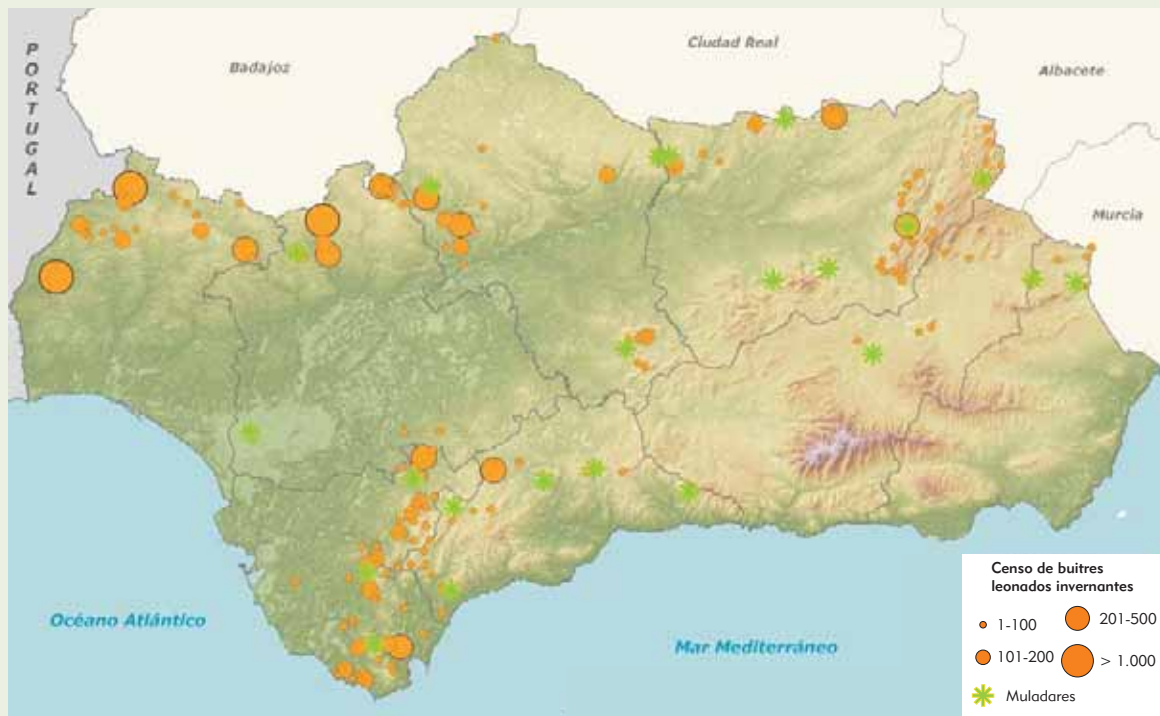 PORTUGAL
Badajoz
Ciudad Real
Albacete
Murcia
Océano Atlántico
Mar Mediterráneo
Censo de buitres
leonados invernantes
1-100
201-500
101-200
> 1.000
Muladares